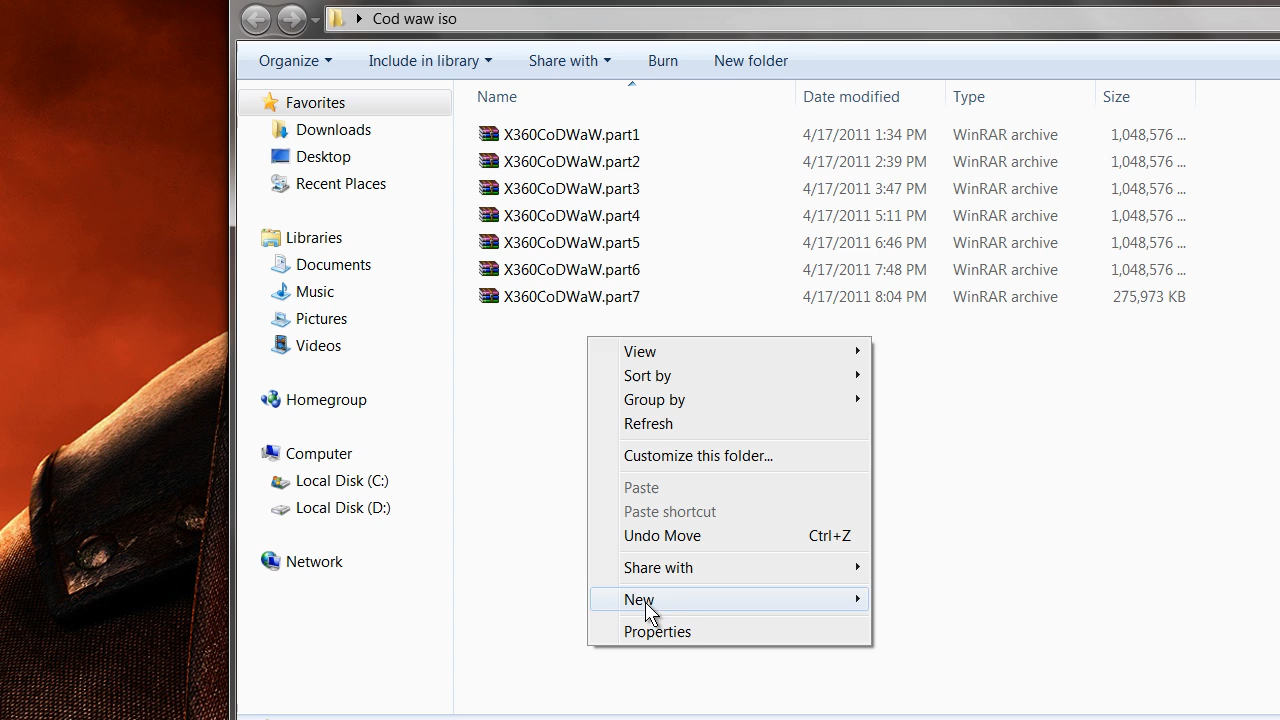 Cod waw iso
Organize Include in library Share with Burn New folder
Name Date modified Type Size
Favorites
Downloads
Desktop
Recent Places
Libraries
Documents
Music
Pictures
Videos
Homegroup
Computer
Local Disk (C:)
Local Disk (D:)
Network
X360CoDWaW.part1 4/17/2011 1:34 PM WinRAR archive 1,048,576 ...
X360CoDWaW.part2 4/17/2011 2:39 PM WinRAR archive 1,048,576 ...
X360CoDWaW.part3 4/17/2011 3:47 PM WinRAR archive 1,048,576 ...
X360CoDWaW.part4 4/17/2011 5:11 PM WinRAR archive 1,048,576 ...
X360CoDWaW.part5 4/17/2011 6:46 PM WinRAR archive 1,048,576 ...
X360CoDWaW.part6 4/17/2011 7:48 PM WinRAR archive 1,048,576 ...
X360CoDWaW.part7 4/17/2011 8:04 PM WinRAR archive 275,973 KB
View
Sort by
Group by
Refresh
Customize this folder...
Paste
Paste shortcut
Undo Move Ctrl+Z
Share with
New
Properties